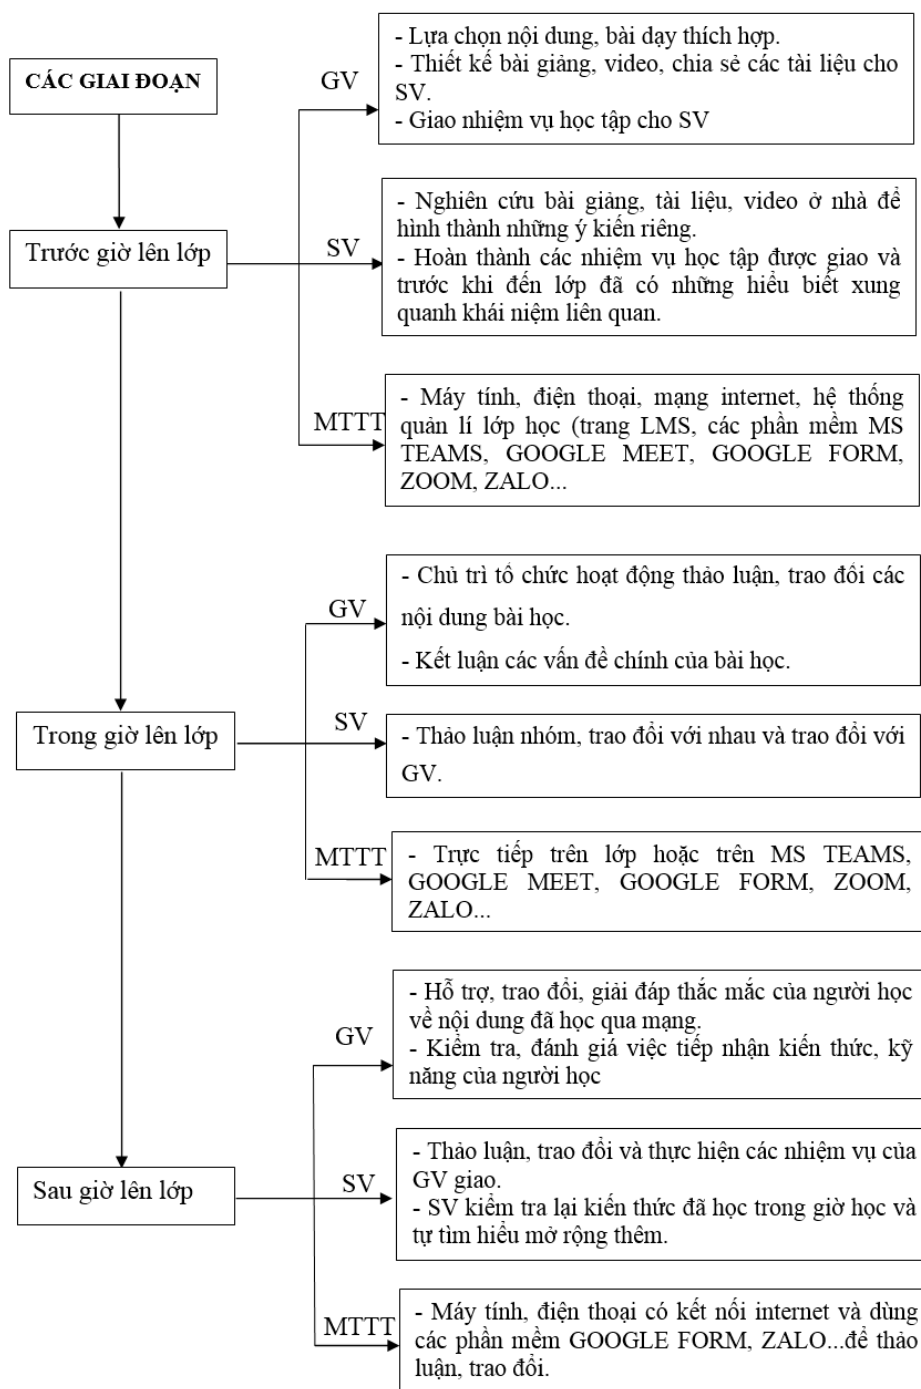 CÁC GIAI ĐOẠN
GV
- Lựa chọn nội dung, bài dạy thích hợp.
- Thiết kế bài giảng, video, chia sẻ các tài liệu cho
SV.
- Giao nhiệm vụ học tập cho SV
Trước giờ lên lớp
SV
- Nghiên cứu bài giảng, tài liệu, video ở nhà để
hình thành những ý kiến riêng.
- Hoàn thành các nhiệm vụ học tập được giao và
trước khi đến lớp đã có những hiểu biết xung
quanh khái niệm liên quan.
MTTT
- Máy tính, điện thoại, mạng internet, hệ thống
quản lí lớp học (trang LMS, các phần mềm MS
TEAMS, GOOGLE MEET, GOOGLE FORM,
ZOOM, ZALO...
GV
- Chủ trì tổ chức hoạt động thảo luận, trao đổi các
nội dung bài học.
- Kết luận các vấn đề chính của bài học.
Trong giờ lên lớp
SV
- Thảo luận nhóm, trao đổi với nhau và trao đổi với
GV.
MTTT
- Trực tiếp trên lớp hoặc trên MS TEAMS,
GOOGLE MEET, GOOGLE FORM, ZOOM,
ZALO...
GV
- Hỗ trợ, trao đổi, giải đáp thắc mắc của người học
về nội dung đã học qua mạng.
- Kiểm tra, đánh giá việc tiếp nhận kiến thức, kỹ
năng của người học
Sau giờ lên lớp
SV
- Thảo luận, trao đổi và thực hiện các nhiệm vụ của
GV giao.
- SV kiểm tra lại kiến thức đã học trong giờ học và
tự tìm hiểu mở rộng thêm.
MTTT
- Máy tính, điện thoại có kết nối internet và dùng
các phần mềm GOOGLE FORM, ZALO...để thảo
luận, trao đổi.